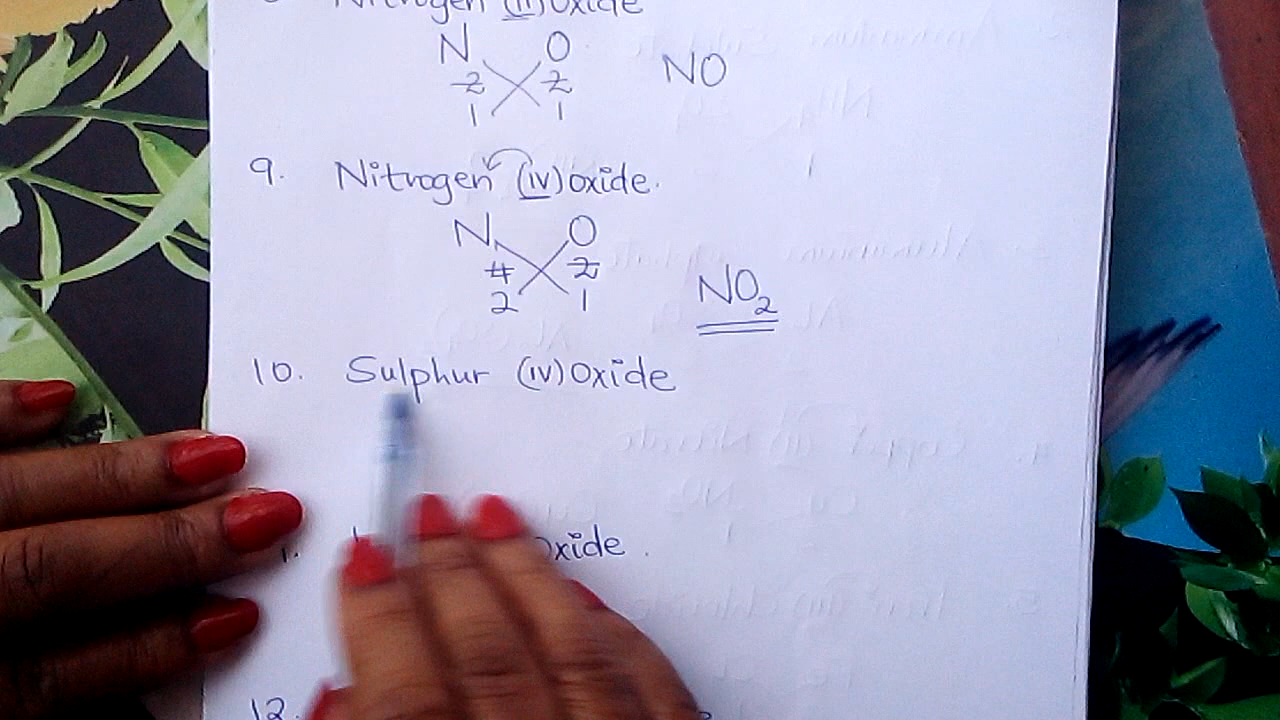 Nitrogen (II) Oxide
N O
2 2 NO
1 1
9. Nitrogen (IV) Oxide.
N O
4 2 NO2
2 1
10. Sulphur (IV) Oxide
Oxide.
12.